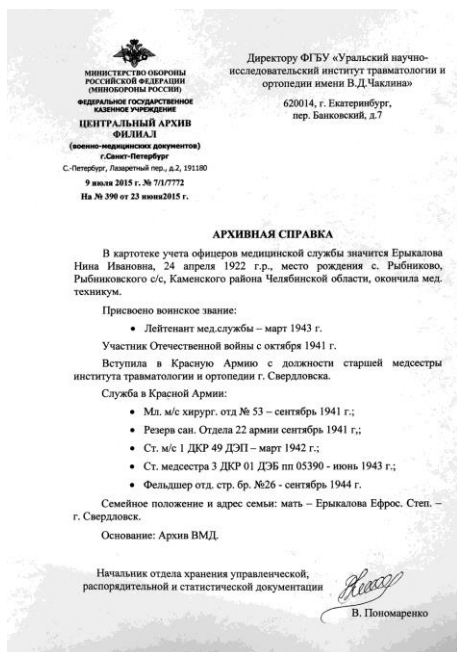 МИНИСТЕРСТВО ОБОРОНЫ
РОССИЙСКОЙ ФЕДЕРАЦИИ
(МИНОБОРОНЫ РОССИИ)
ФЕДЕРАЛЬНОЕ ГОСУДАРСТВЕННОЕ
КАЗЕННОЕ УЧРЕЖДЕНИЕ
ЦЕНТРАЛЬНЫЙ АРХИВ
ФИЛИАЛ
(военно-медицинских документов)
г.Санкт-Петербург
С.-Петербург, Лазаретный пер., д.2, 191180
9 июля 2015 г. № 7/1/7772
На № 390 от 23 июня2015 г.
Директору ФГБУ «Уральский научно-
исследовательский институт травматологии и
ортопедии имени В.Д.Чаклина»
620014, г. Екатеринбург,
пер. Банковский, д.7
АРХИВНАЯ СПРАВКА
В картотеке учета офицеров медицинской службы значится Ерыкалова
Нина Ивановна, 24 апреля 1922 г.р., место рождения с. Рыбниково,
Рыбниковского с/с, Каменского района Челябинской области, окончила мед.
техникум.
Присвоено воинское звание:
• Лейтенант мед.службы – март 1943 г.
Участник Отечественной войны с октября 1941 г.
Вступила в Красную Армию с должности старшей медсестры
института травматологии и ортопедии г. Свердловска.
Служба в Красной Армии:
• Мл. м/с хирург. отд № 53 – сентябрь 1941 г.;
• Резерв сан. Отдела 22 армии сентябрь 1941 г,;
• Ст. м/с 1 ДКР 49 ДЭП – март 1942 г.;
• Ст. медсестра 3 ДКР 01 ДЭБ пп 05390 - июнь 1943 г.;
• Фельдшер отд. стр. бр. №26 - сентябрь 1944 г.
Семейное положение и адрес семьи: мать – Ерыкалова Ефрос. Степ. –
г. Свердловск.
Основание: Архив ВМД.
Начальник отдела хранения управленческой,
распорядительной и статистической документации
В. Пономаренко